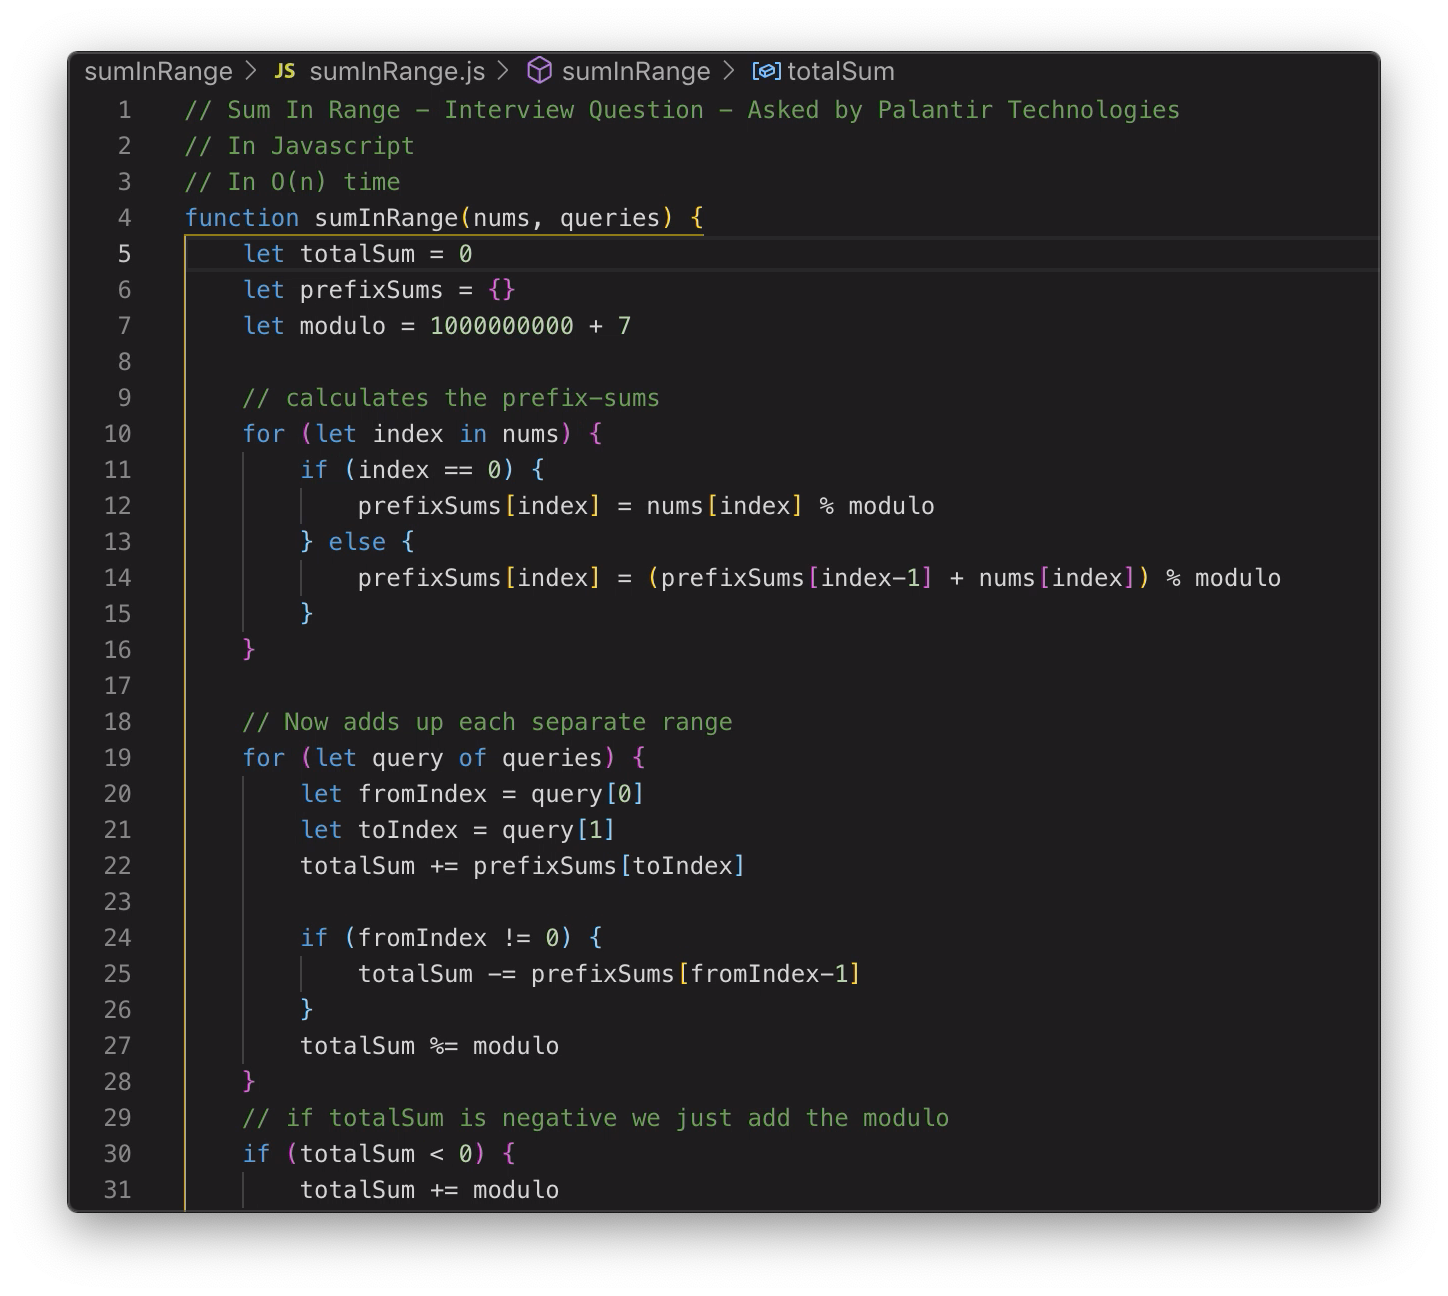 sumInRange > JS sumInRange.js > sumInRange > totalSum
1 // Sum In Range - Interview Question - Asked by Palantir Technologies
2 // In Javascript
3 // In O(n) time
4 function sumInRange(nums, queries) {
5     let totalSum = 0
6     let prefixSums = {}
7     let modulo = 1000000000 + 7
8
9     // calculates the prefix-sums
10     for (let index in nums) {
11         if (index == 0) {
12             prefixSums[index] = nums[index] % modulo
13         } else {
14             prefixSums[index] = (prefixSums[index-1] + nums[index]) % modulo
15         }
16     }
17
18     // Now adds up each separate range
19     for (let query of queries) {
20         let fromIndex = query[0]
21         let toIndex = query[1]
22         totalSum += prefixSums[toIndex]
23
24         if (fromIndex != 0) {
25             totalSum -= prefixSums[fromIndex-1]
26         }
27         totalSum %= modulo
28     }
29     // if totalSum is negative we just add the modulo
30     if (totalSum < 0) {
31         totalSum += modulo